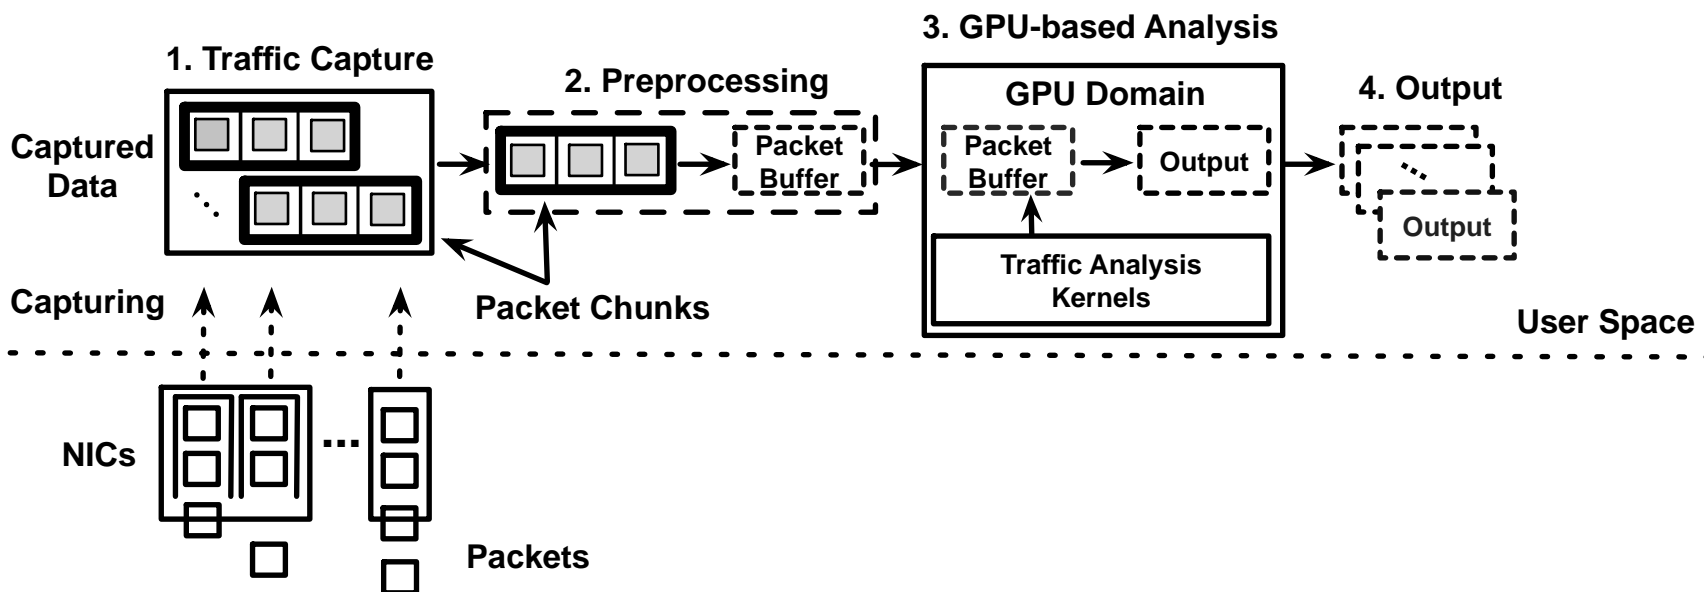 3. GPU-based Analysis
1. Traffic Capture
2. Preprocessing
GPU Domain
4. Output
Captured
Data
Packet
Buffer
Packet
Buffer
Output
Output
Traffic Analysis
Kernels
Capturing
Packet Chunks
User Space
...
NICs
Packets